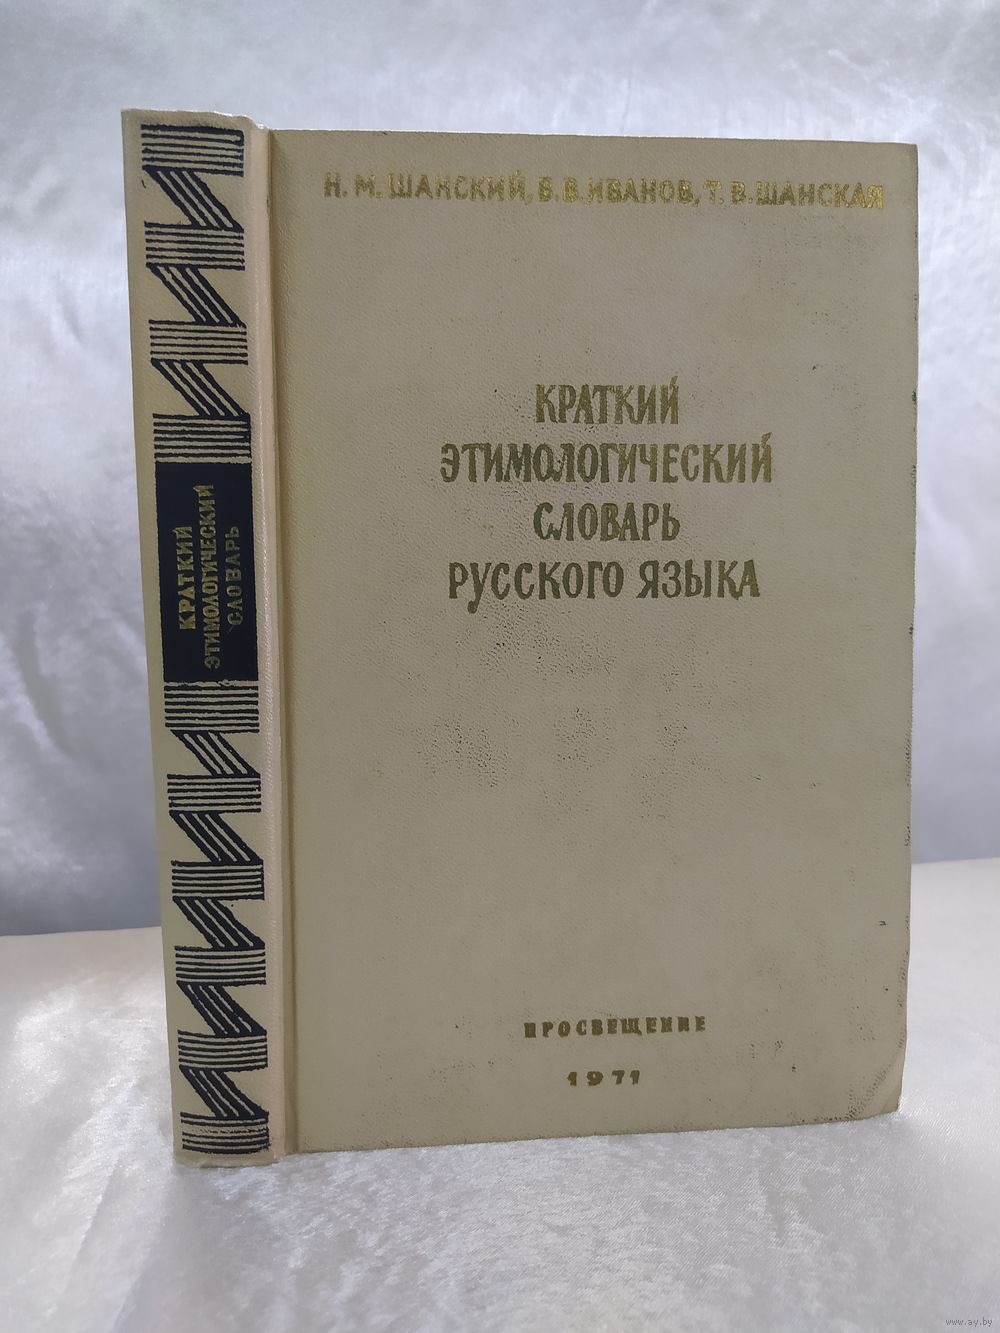 Н. М. ШАНСКИЙ, В. В. ИВАНОВ, Т. В. ШАНСКАЯ
КРАТКИЙ
ЭТИМОЛОГИЧЕСКИЙ
СЛОВАРЬ
РУССКОГО ЯЗЫКА
ПРОСВЕЩЕНИЕ
1971
КРАТКИЙ
ЭТИМОЛОГИЧЕСКИЙ
СЛОВАРЬ
www.ay.by